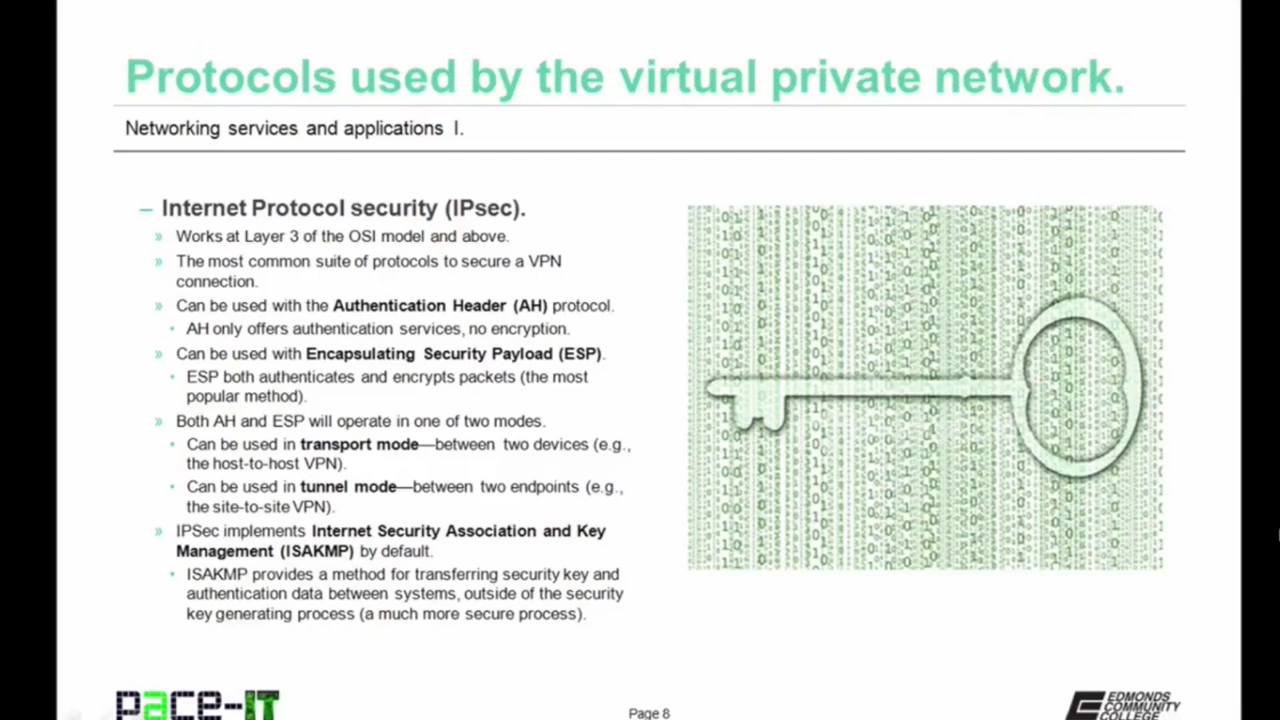 Protocols used by the virtual private network.
Networking services and applications I.
– Internet Protocol security (IPsec).
» Works at Layer 3 of the OSI model and above.
» The most common suite of protocols to secure a VPN
connection.
» Can be used with the Authentication Header (AH) protocol.
• AH only offers authentication services, no encryption.
» Can be used with Encapsulating Security Payload (ESP).
• ESP both authenticates and encrypts packets (the most
popular method).
» Both AH and ESP will operate in one of two modes.
• Can be used in transport mode—between two devices (e.g.,
the host-to-host VPN).
• Can be used in tunnel mode—between two endpoints (e.g.,
the site-to-site VPN).
» IPSec implements Internet Security Association and Key
Management (ISAKMP) by default.
• ISAKMP provides a method for transferring security key and
authentication data between systems, outside of the security
key generating process (a much more secure process).
pace-IT
Page 8
EDMONDS
COMMUNITY
COLLEGE